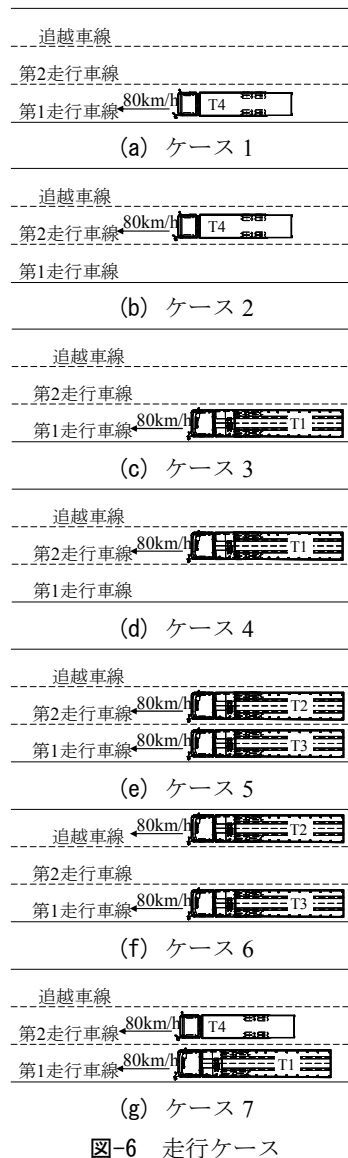 追越車線
第2走行車線
第1走行車線 80km/h T4
(a) ケース 1
追越車線
第2走行車線 80km/h T4
第1走行車線
(b) ケース 2
追越車線
第2走行車線
第1走行車線 80km/h T1
(c) ケース 3
追越車線
第2走行車線 80km/h T1
第1走行車線
(d) ケース 4
追越車線
第2走行車線 80km/h T2
第1走行車線 80km/h T3
(e) ケース 5
追越車線 80km/h T2
第2走行車線
第1走行車線 80km/h T3
(f) ケース 6
追越車線
第2走行車線 80km/h T4
第1走行車線 80km/h T1
(g) ケース 7
図-6 走行ケース